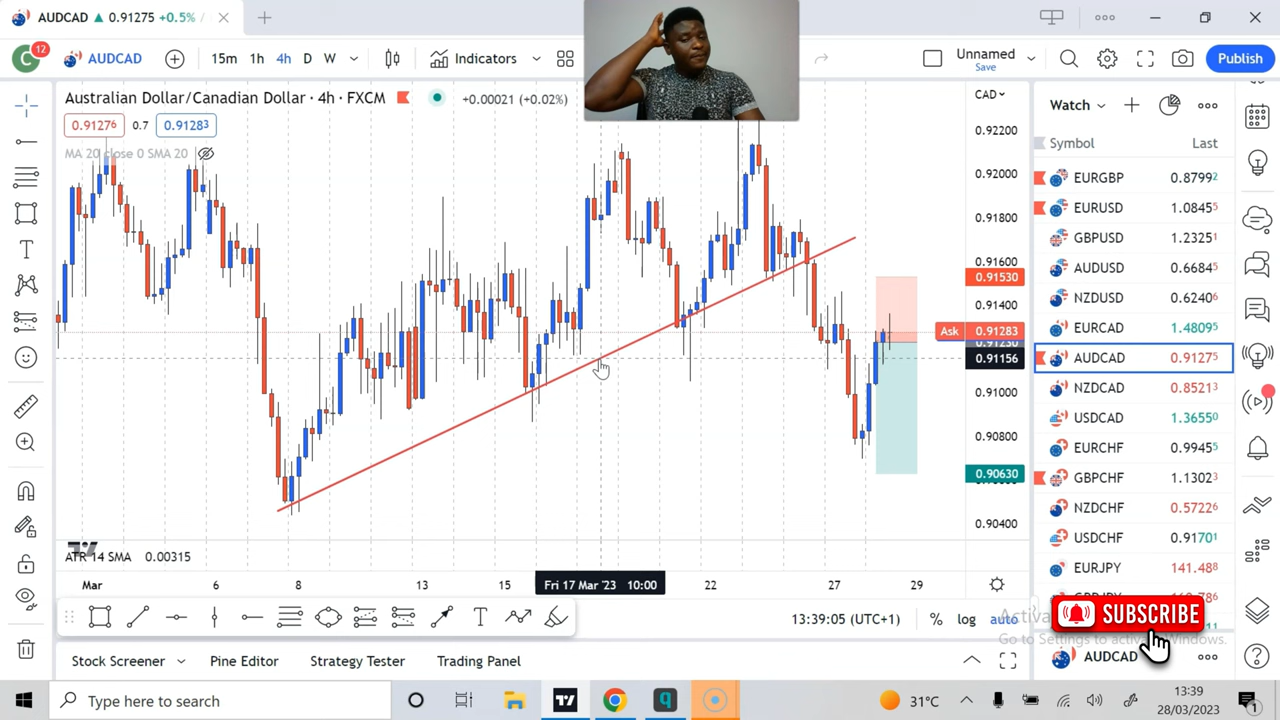 AUDCAD ▲ 0.91275 +0.5% /
C 12 AUDCAD 15m 1h 4h D W Indicators
Unnamed
Save
Publish
Australian Dollar/Canadian Dollar · 4h · FXCM +0.00021 (+0.02%)
0.91276 0.7 0.91283
MA 20 close 0 SMA 20
CAD
0.92200
0.92000
0.91800
0.91600
0.91530
0.91400
Ask 0.91283
0.91156
0.91000
0.90800
0.90630
0.90400
ATR 14 SMA 0.00315
Mar 6 8 13 15 Fri 17 Mar '23 10:00 22 27 29
13:39:05 (UTC+1) % log auto
Stock Screener Pine Editor Strategy Tester Trading Panel
Watch
Symbol Last
EURGBP 0.87992
EURUSD 1.08455
GBPUSD 1.23251
AUDUSD 0.66845
NZDUSD 0.62406
EURCAD 1.48095
AUDCAD 0.91275
NZDCAD 0.85213
USDCAD 1.36550
EURCHF 0.99455
GBPCHF 1.13023
NZDCHF 0.57226
USDCHF 0.91701
EURJPY 141.488
SUBSCRIBE
Go to Settings to activate Windows.
AUDCAD
Type here to search
31°C
13:39
28/03/2023
1